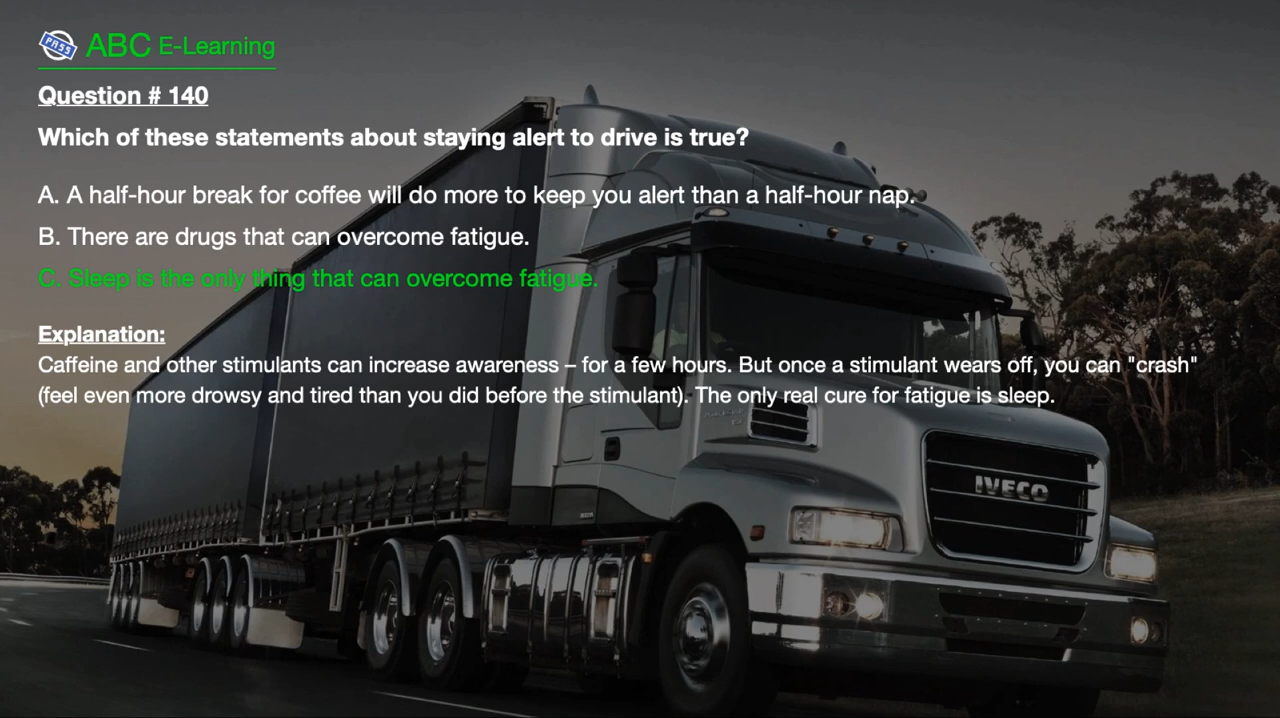 PASS ABC E-Learning
Question # 140
Which of these statements about staying alert to drive is true?
A. A half-hour break for coffee will do more to keep you alert than a half-hour nap.
B. There are drugs that can overcome fatigue.
C. Sleep is the only thing that can overcome fatigue.
Explanation:
Caffeine and other stimulants can increase awareness – for a few hours. But once a stimulant wears off, you can "crash"
(feel even more drowsy and tired than you did before the stimulant). The only real cure for fatigue is sleep.
IVECO